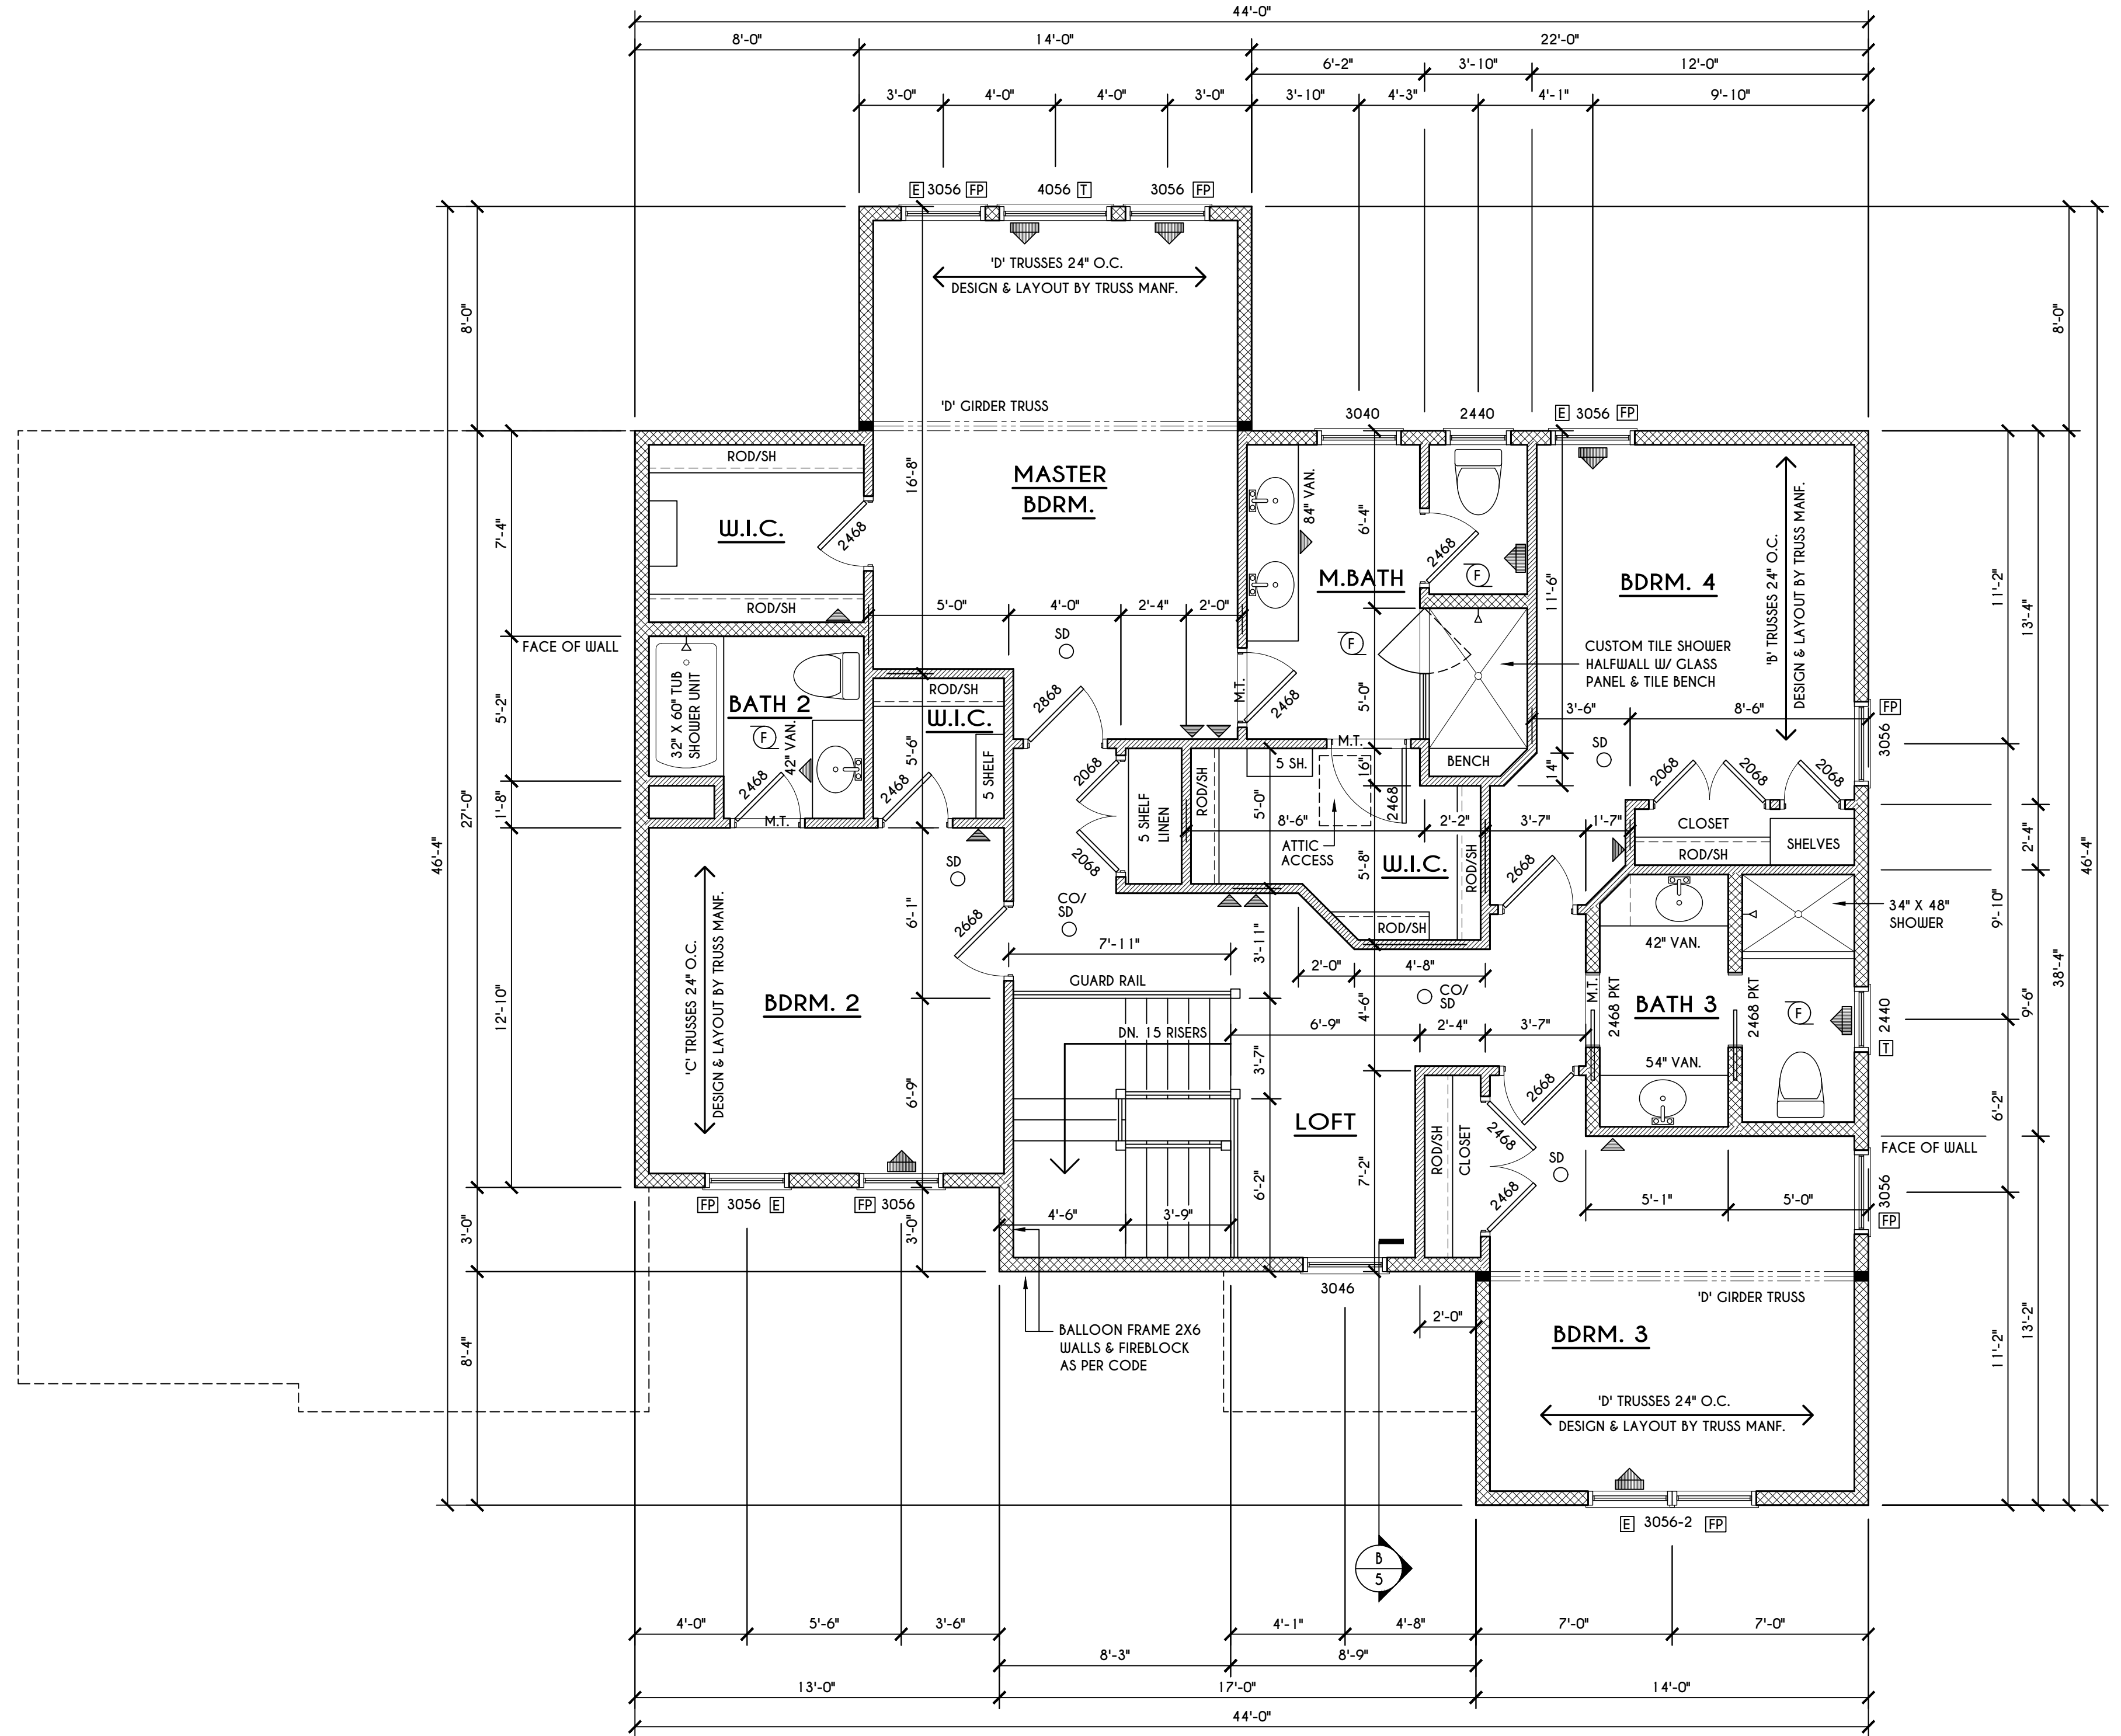 44'-0"
8'-0"
14'-0"
22'-0"
6'-2"
3'-10"
12'-0"
3'-0"
4'-0"
4'-0"
3'-0"
3'-10"
4'-3"
4'-1"
9'-10"
E 3056 FP
4056 T
3056 FP
'D' TRUSSES 24" O.C.
DESIGN & LAYOUT BY TRUSS MANF.
8'-0"
8'-0"
'D' GIRDER TRUSS
3040
2440
E 3056 FP
ROD/SH
16'-8"
MASTER
BDRM.
84" VAN.
6'-4"
W.I.C.
2468
2468
F
M.BATH
11'-6"
BDRM. 4
'B' TRUSSES 24" O.C.
DESIGN & LAYOUT BY TRUSS MANF.
7'-4"
11'-2"
13'-4"
ROD/SH
5'-0"
4'-0"
2'-4"
2'-0"
FACE OF WALL
SD
F
CUSTOM TILE SHOWER
HALFWALL W/ GLASS
PANEL & TILE BENCH
32" X 60" TUB
SHOWER UNIT
BATH 2
F
42" VAN.
2468
M.T.
ROD/SH
W.I.C.
5'-6"
2468
5 SHELF
2868
M.T.
2468
5'-0"
3'-6"
8'-6"
FP
3056
5'-2"
1'-8"
27'-0"
46'-4"
M.T.
5 SH.
16"
BENCH
14"
SD
2068
2068
2068
2068
5 SHELF
LINEN
2068
ROD/SH
5'-0"
2468
8'-6"
2'-2"
3'-7"
1'-7"
CLOSET
ROD/SH
SHELVES
2'-4"
46'-4"
ATTIC
ACCESS
5'-8"
W.I.C.
ROD/SH
ROD/SH
2668
SD
6'-1"
2668
CO/
SD
'C' TRUSSES 24" O.C.
DESIGN & LAYOUT BY TRUSS MANF.
34" X 48"
SHOWER
42" VAN.
9'-10"
38'-4"
7'-11"
3'-11"
2'-0"
4'-8"
GUARD RAIL
12'-10"
BDRM. 2
CO/
SD
4'-6"
M.T.
2468 PKT
BATH 3
2468 PKT
F
2440
T
9'-6"
DN. 15 RISERS
6'-9"
2'-4"
3'-7"
54" VAN.
3'-7"
6'-9"
2668
LOFT
6'-2"
7'-2"
ROD/SH
CLOSET
2468
2468
SD
6'-2"
FACE OF WALL
3056
FP
5'-1"
5'-0"
FP 3056 E
FP 3056
4'-6"
3'-9"
3'-0"
3'-0"
3046
'D' GIRDER TRUSS
2'-0"
BALLOON FRAME 2X6
WALLS & FIREBLOCK
AS PER CODE
BDRM. 3
8'-4"
11'-2"
13'-2"
'D' TRUSSES 24" O.C.
DESIGN & LAYOUT BY TRUSS MANF.
E 3056-2 FP
B
5
4'-0"
5'-6"
3'-6"
4'-1"
4'-8"
7'-0"
7'-0"
8'-3"
8'-9"
13'-0"
17'-0"
14'-0"
44'-0"